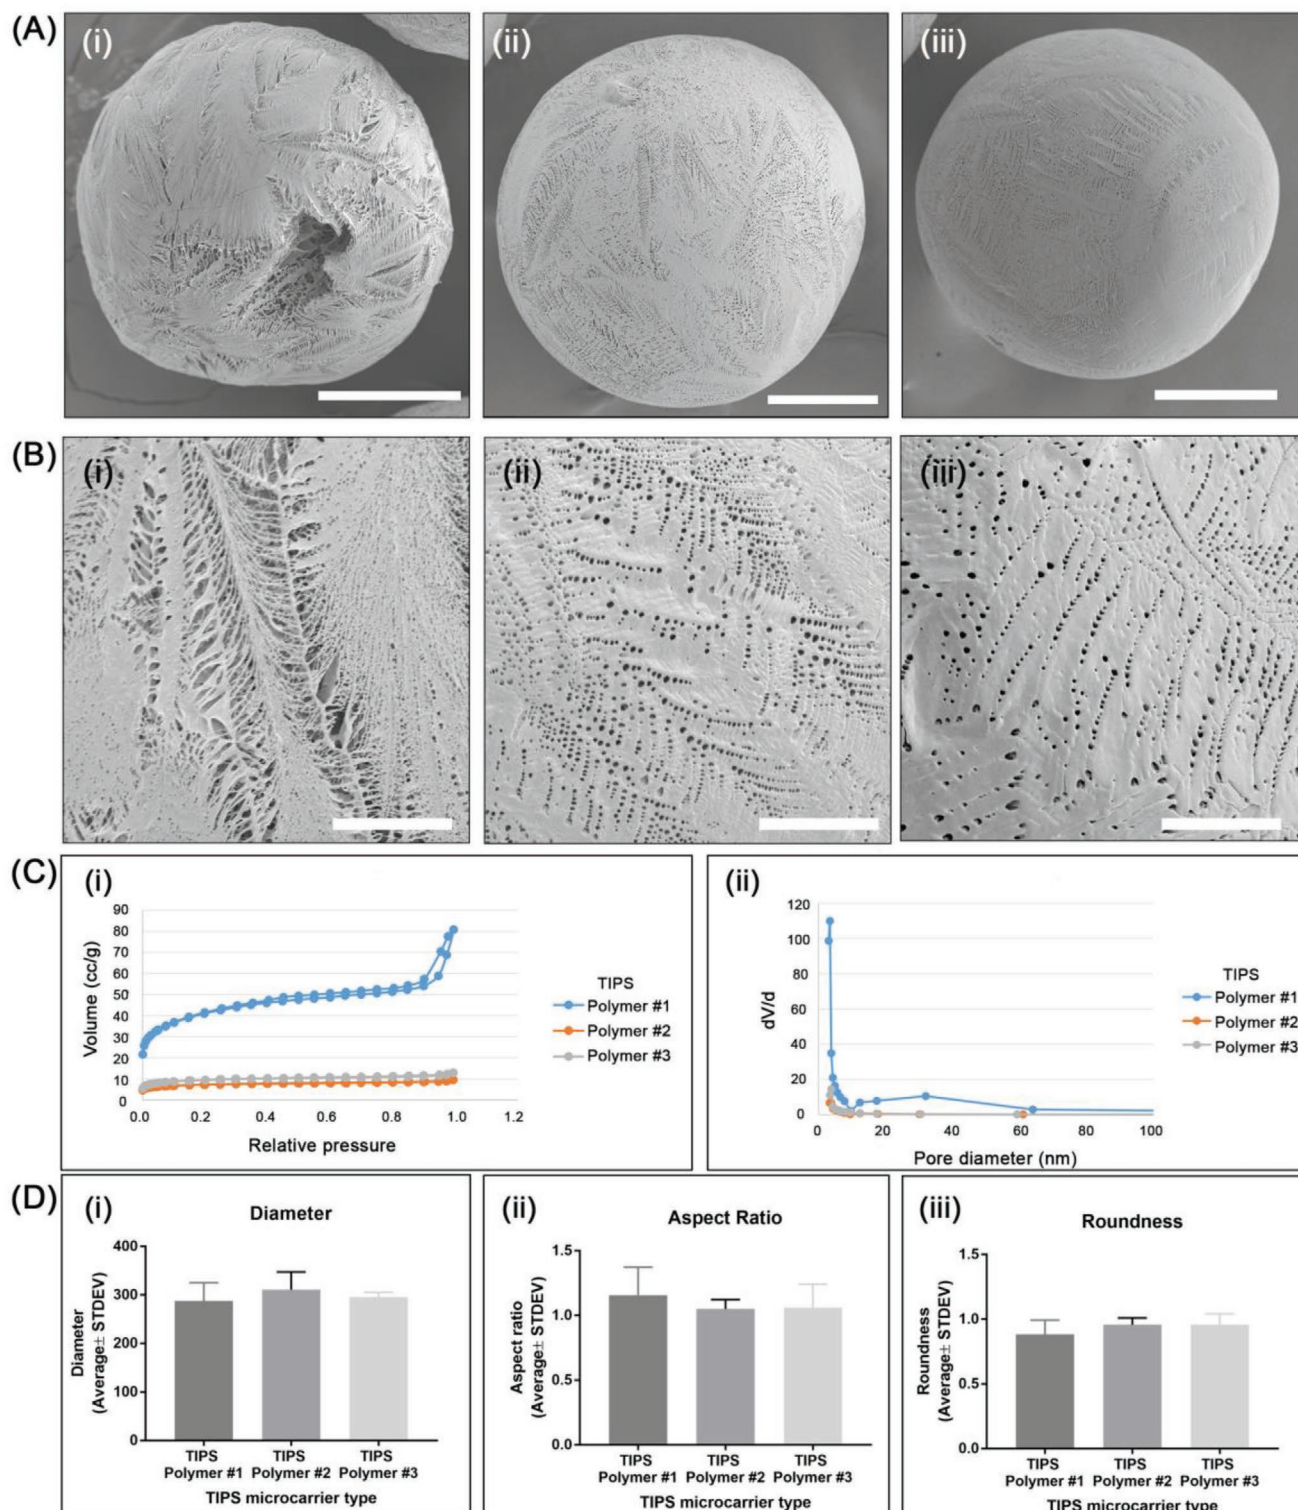 (A)
(i)
(ii)
(iii)
(B)
(i)
(ii)
(iii)
(C)
(i)
90
80
70
60
50
40
30
20
10
0
Volume (cc/g)
0.0
0.2
0.4
0.6
0.8
1.0
1.2
Relative pressure
TIPS
Polymer #1
Polymer #2
Polymer #3
(ii)
120
100
80
60
40
20
0
dV/d
0
20
40
60
80
100
Pore diameter (nm)
TIPS
Polymer #1
Polymer #2
Polymer #3
(D)
(i)
Diameter
400
300
300
100
0
Diameter
(Average± STDEV)
TIPS
Polymer #1
TIPS
Polymer #2
TIPS
Polymer #3
TIPS microcarrier type
(ii)
Aspect Ratio
1.5
1.0
0.5
0.0
Aspect ratio
(Average± STDEV)
TIPS
Polymer #1
TIPS
Polymer #2
TIPS
Polymer #3
TIPS microcarrier type
(iii)
Roundness
1.5
1.0
0.5
0.0
Roundness
(Average± STDEV)
TIPS
Polymer #1
TIPS
Polymer #2
TIPS
Polymer #3
TIPS microcarrier type